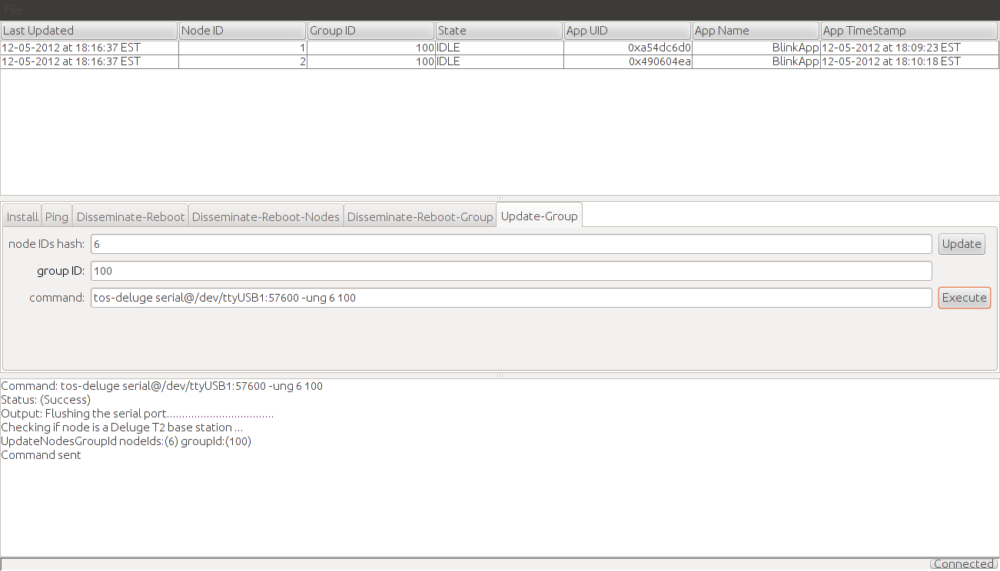 File
Last Updated Node ID Group ID State App UID App Name App TimeStamp
12-05-2012 at 18:16:37 EST 1 100 IDLE 0xa54dc6d0 BlinkApp 12-05-2012 at 18:09:23 EST
12-05-2012 at 18:16:37 EST 2 100 IDLE 0x490604ea BlinkApp 12-05-2012 at 18:10:18 EST
Install Ping Disseminate-Reboot Disseminate-Reboot-Nodes Disseminate-Reboot-Group Update-Group
node IDs hash: 6 Update
group ID: 100
command: tos-deluge serial@/dev/ttyUSB1:57600 -ung 6 100 Execute
Command: tos-deluge serial@/dev/ttyUSB1:57600 -ung 6 100
Status: (Success)
Output: Flushing the serial port...................................
Checking if node is a Deluge T2 base station ...
UpdateNodesGroupId nodeIds:(6) groupId:(100)
Command sent
Connected